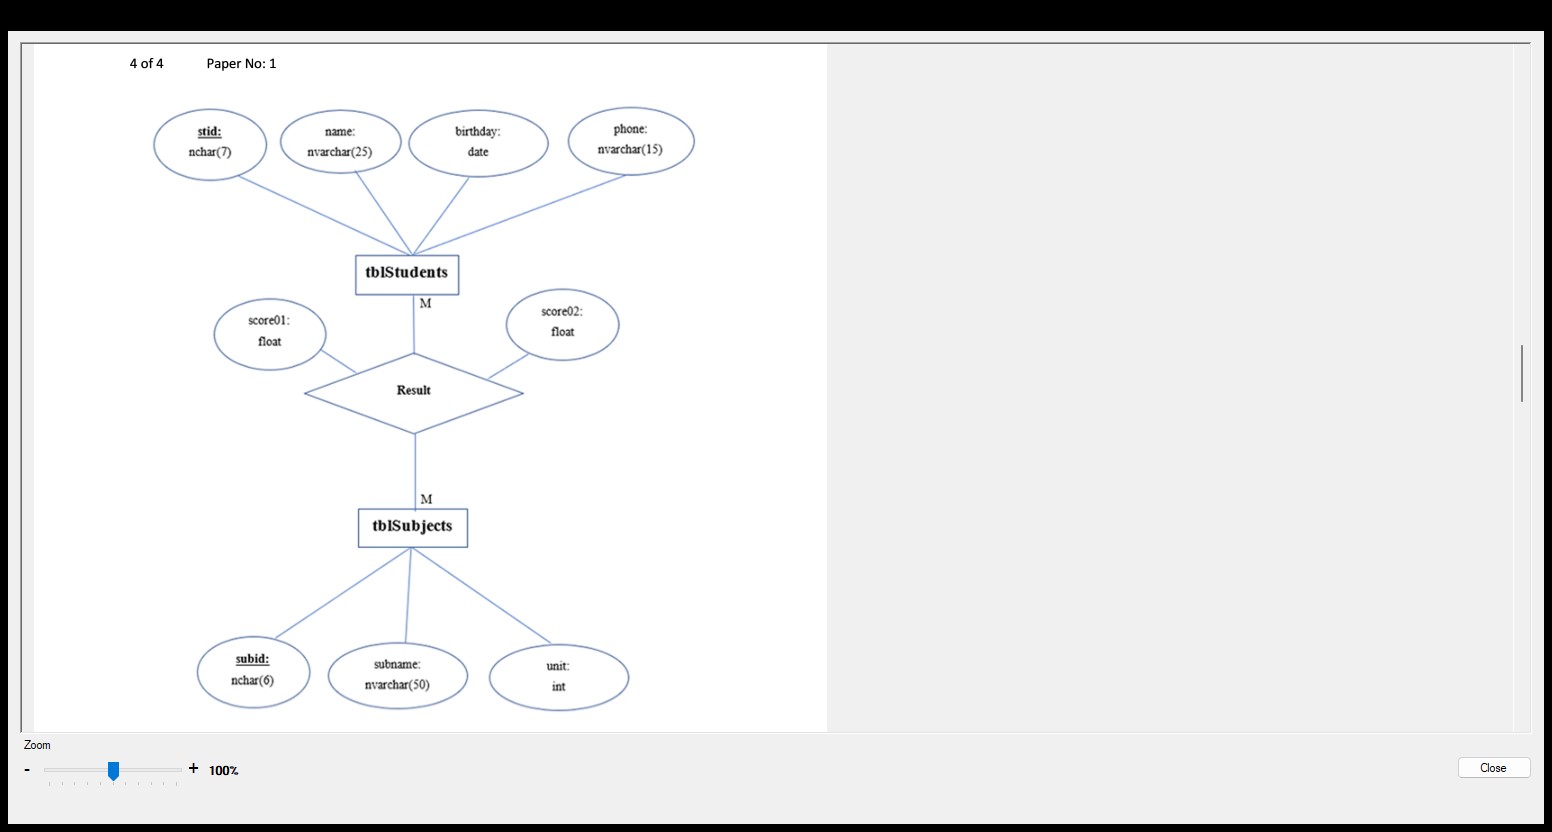 4 of 4 Paper No: 1
stid:
nchar(7)
name:
nvarchar(25)
birthday:
date
phone:
nvarchar(15)
tblStudents
M
score01:
float
score02:
float
Result
M
tblSubjects
subid:
nchar(6)
subname:
nvarchar(50)
unit:
int
Zoom
- + 100%
Close